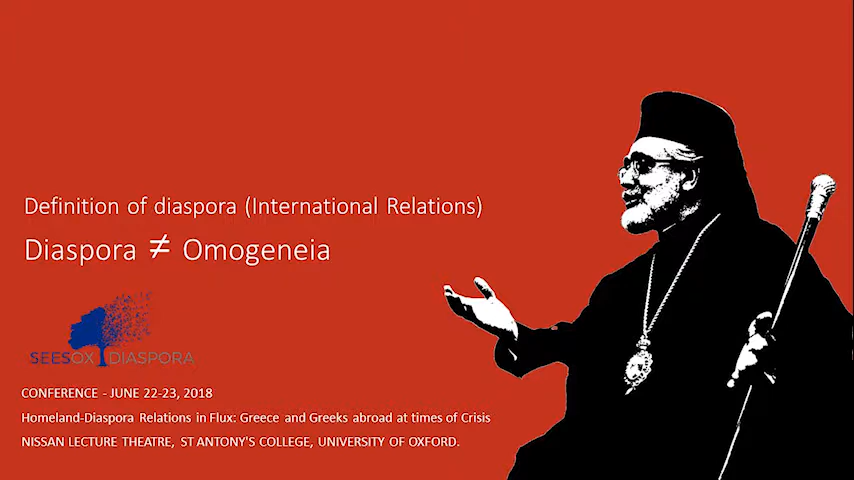 Definition of diaspora (International Relations)
Diaspora ≠ Omogeneia
SEESOX DIASPORA
CONFERENCE - JUNE 22-23, 2018
Homeland-Diaspora Relations in Flux: Greece and Greeks abroad at times of Crisis
NISSAN LECTURE THEATRE, ST ANTONY'S COLLEGE, UNIVERSITY OF OXFORD.